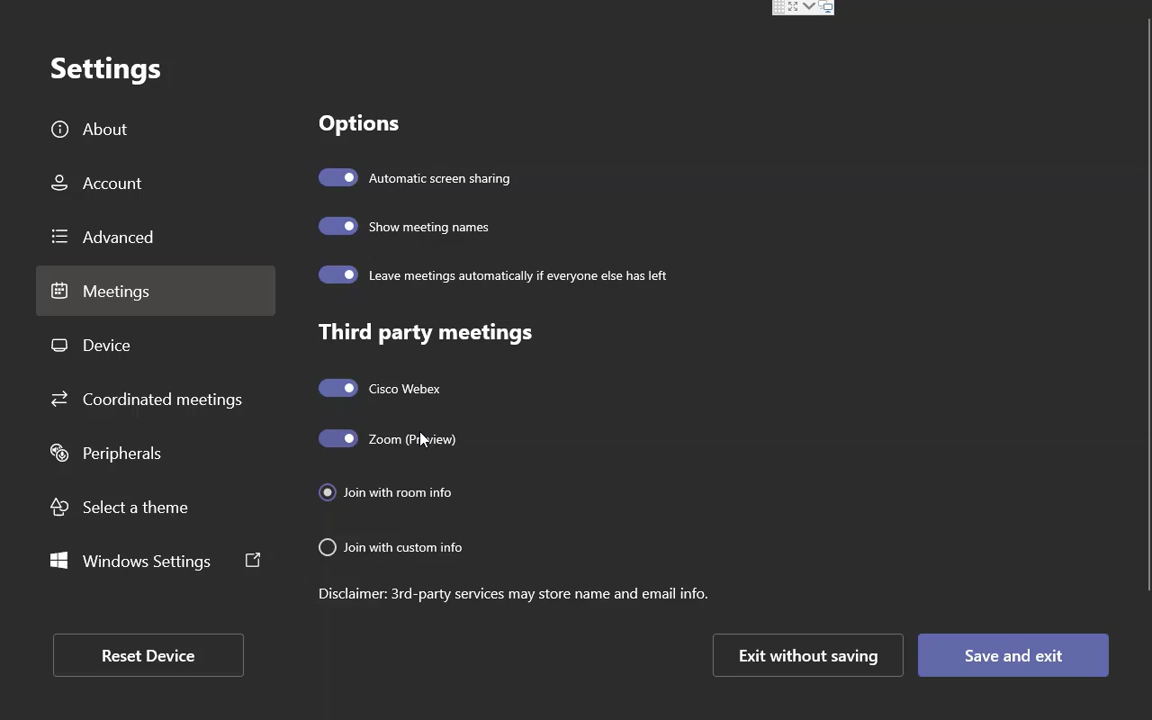 Settings
About
Account
Advanced
Meetings
Device
Coordinated meetings
Peripherals
Select a theme
Windows Settings
Reset Device
Options
Automatic screen sharing
Show meeting names
Leave meetings automatically if everyone else has left
Third party meetings
Cisco Webex
Zoom (Preview)
Join with room info
Join with custom info
Disclaimer: 3rd-party services may store name and email info.
Exit without saving
Save and exit